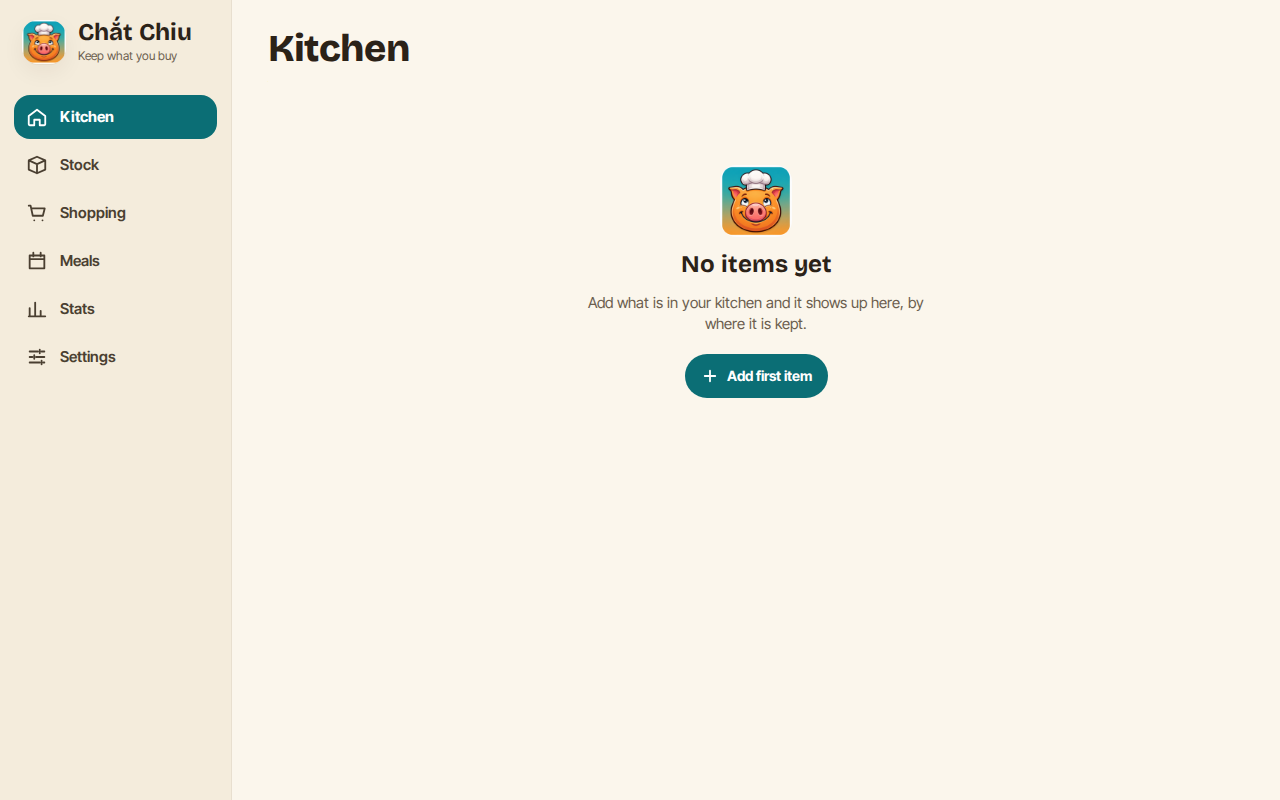 Chắt Chiu
Keep what you buy
Kitchen
Stock
Shopping
Meals
Stats
Settings
Kitchen
No items yet
Add what is in your kitchen and it shows up here, by
where it is kept.
Add first item